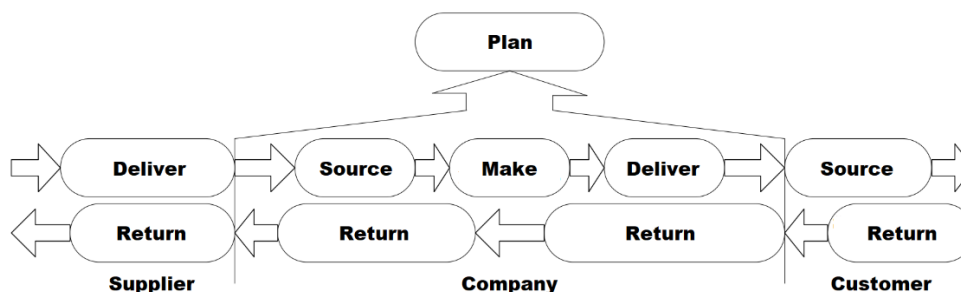 Plan
Deliver Source Make Deliver Source
Return Return Return Return
Supplier Company Customer